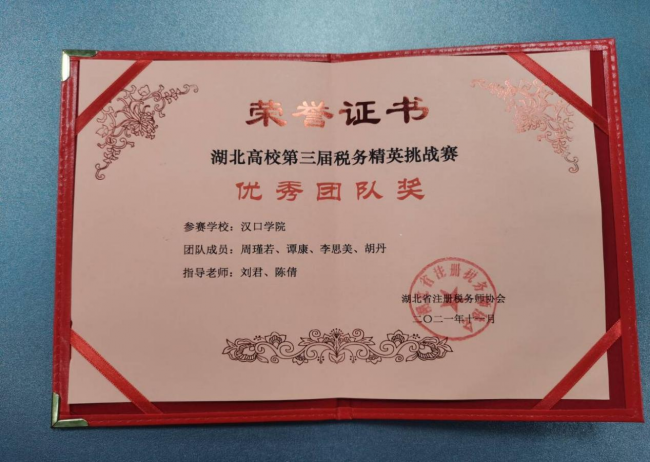 荣誉证书
湖北高校第三届税务精英挑战赛
优秀团队奖
参赛学校：汉口学院
团队成员：周瑾若、谭康、李思美、胡丹
指导老师：刘君、陈倩
湖北省注册税务师协会
二〇二一年十一月